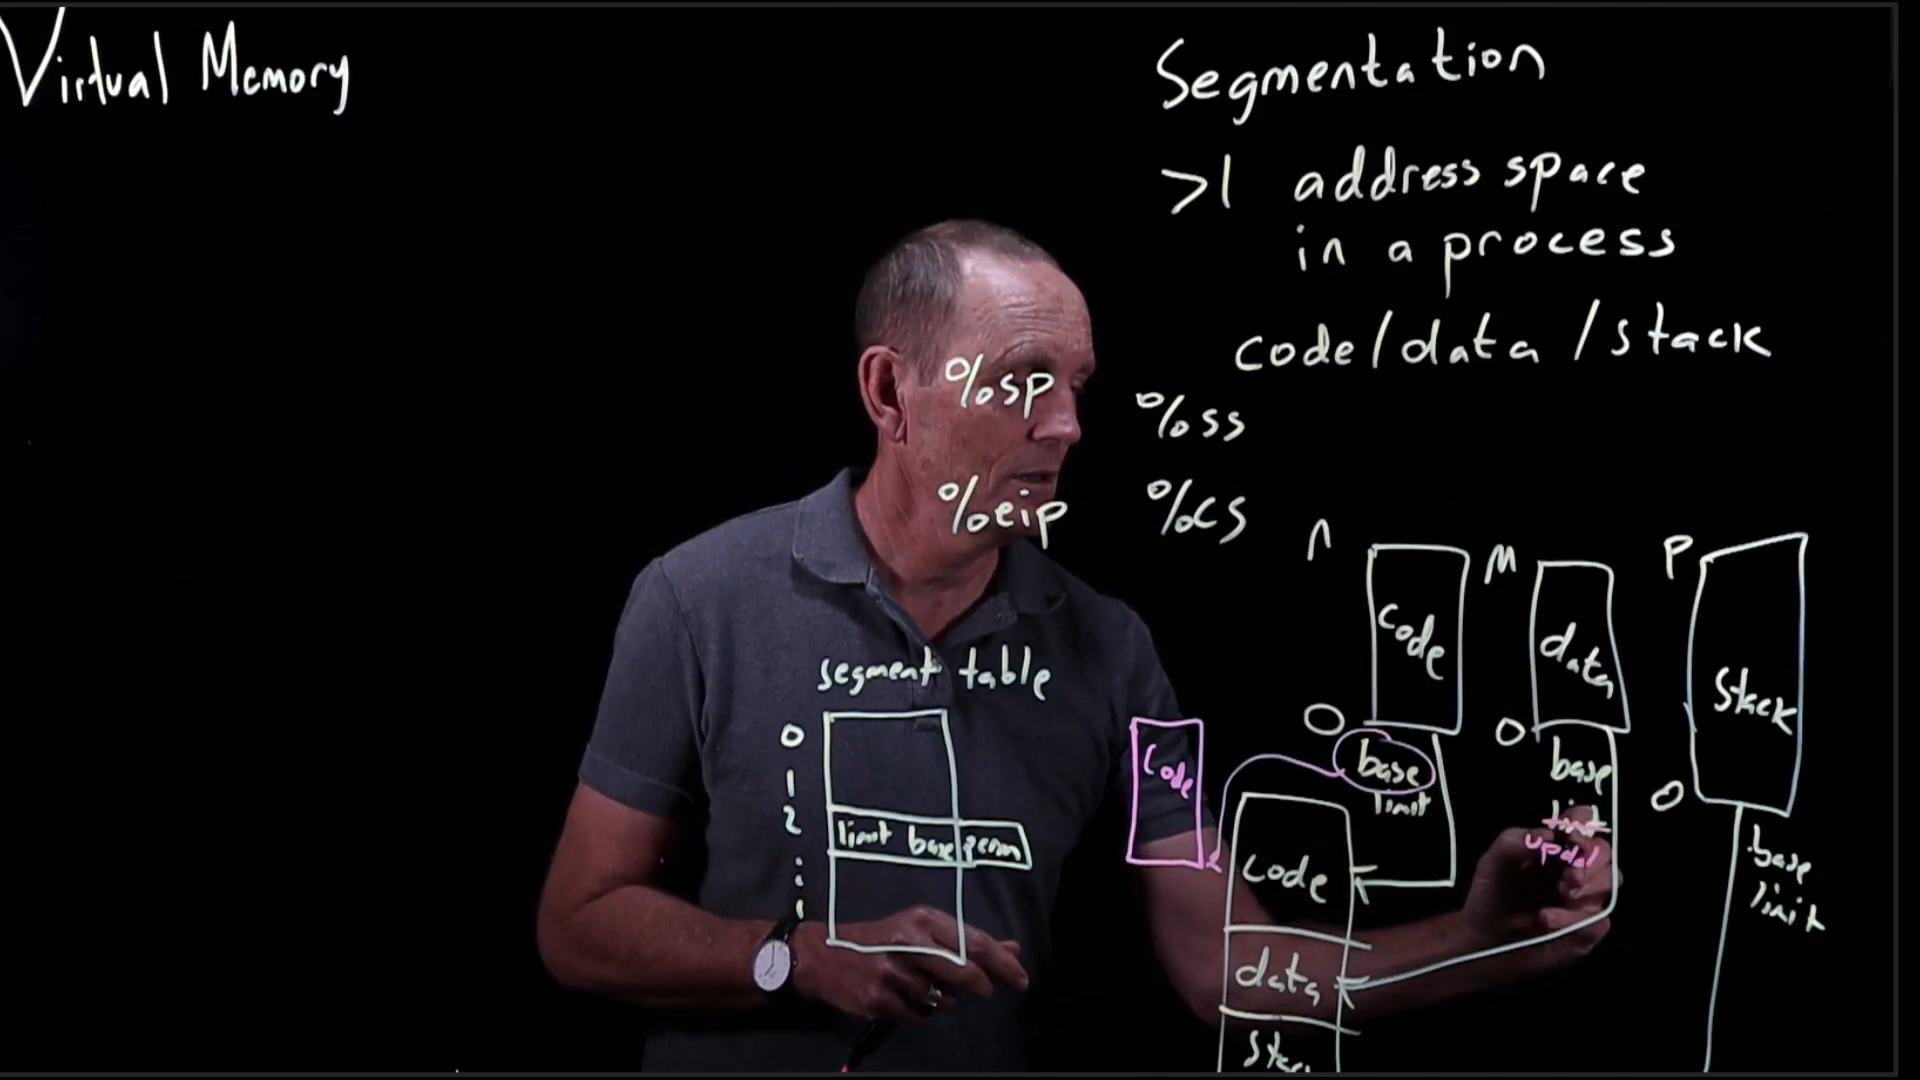 Virtual Memory
Segmentation
>1 address space
in a process
code/data/stack
%sp %ss
%eip %cs
n code 0
M data 0
P Stack 0
segment table
0
1
2 limit base perm
:
code
base
limit
base
limit
base
limit
code
data